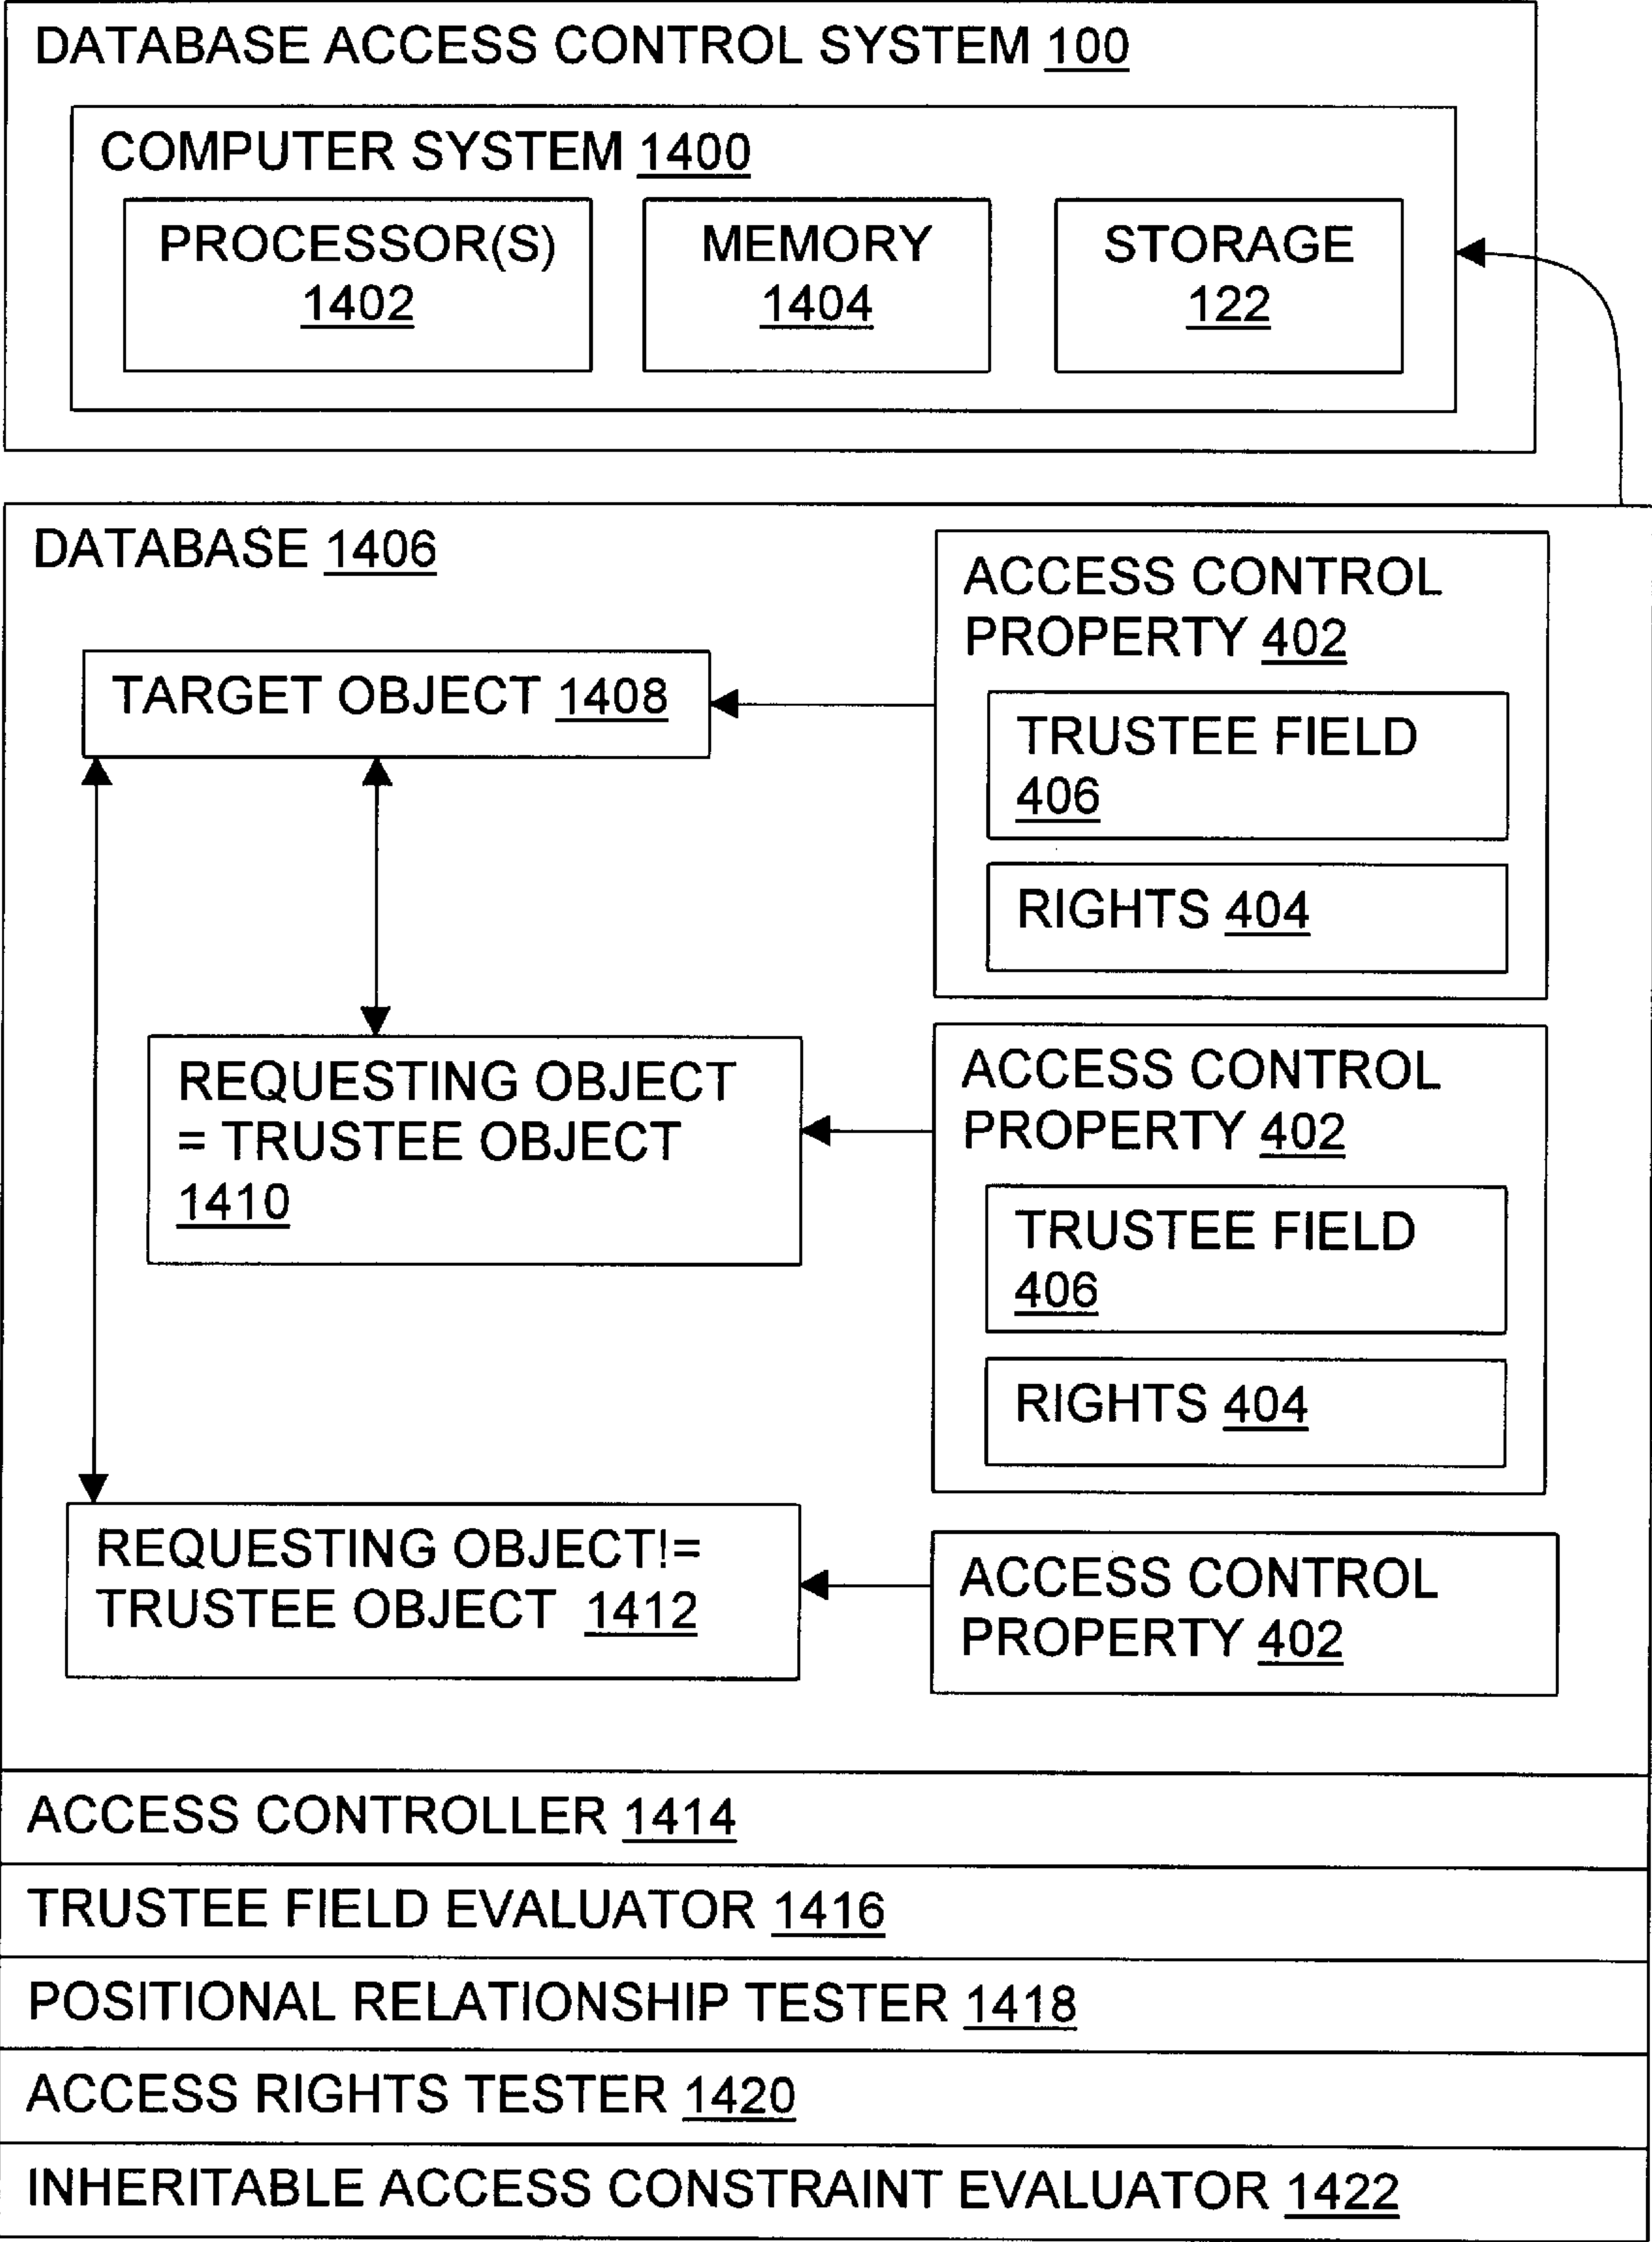 DATABASE ACCESS CONTROL SYSTEM 100
COMPUTER SYSTEM 1400
PROCESSOR(S)
1402
MEMORY
1404
STORAGE
122
DATABASE 1406
ACCESS CONTROL
PROPERTY 402
TARGET OBJECT 1408
TRUSTEE FIELD
406
RIGHTS 404
REQUESTING OBJECT
= TRUSTEE OBJECT
1410
ACCESS CONTROL
PROPERTY 402
TRUSTEE FIELD
406
RIGHTS 404
REQUESTING OBJECT!=
TRUSTEE OBJECT 1412
ACCESS CONTROL
PROPERTY 402
ACCESS CONTROLLER 1414
TRUSTEE FIELD EVALUATOR 1416
POSITIONAL RELATIONSHIP TESTER 1418
ACCESS RIGHTS TESTER 1420
INHERITABLE ACCESS CONSTRAINT EVALUATOR 1422